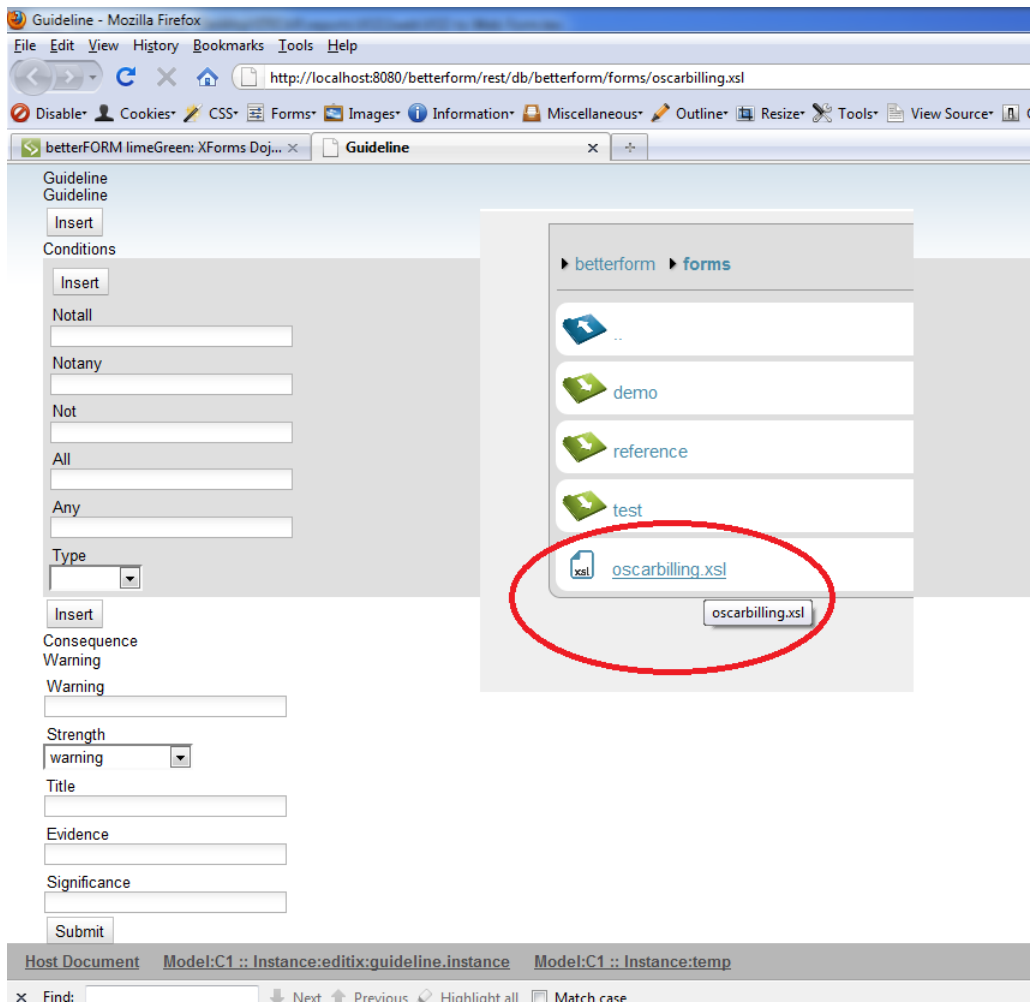 Guideline - Mozilla Firefox
File Edit View History Bookmarks Tools Help
http://localhost:8080/betterform/rest/db/betterform/forms/oscarbilling.xsl
Disable Cookies CSS Forms Images Information Miscellaneous Outline Resize Tools View Source
betterFORM limeGreen: XForms Doj... Guideline
Guideline
Guideline
Insert
Conditions
Insert
Notall
Notany
Not
All
Any
Type
Insert
Consequence
Warning
Warning
Strength
warning
Title
Evidence
Significance
Submit
betterform forms
..
demo
reference
test
xsl oscarbilling.xsl
oscarbilling.xsl
Host Document Model:C1 :: Instance:editix:guideline.instance Model:C1 :: Instance:temp
Find: Next Previous Highlight all Match case